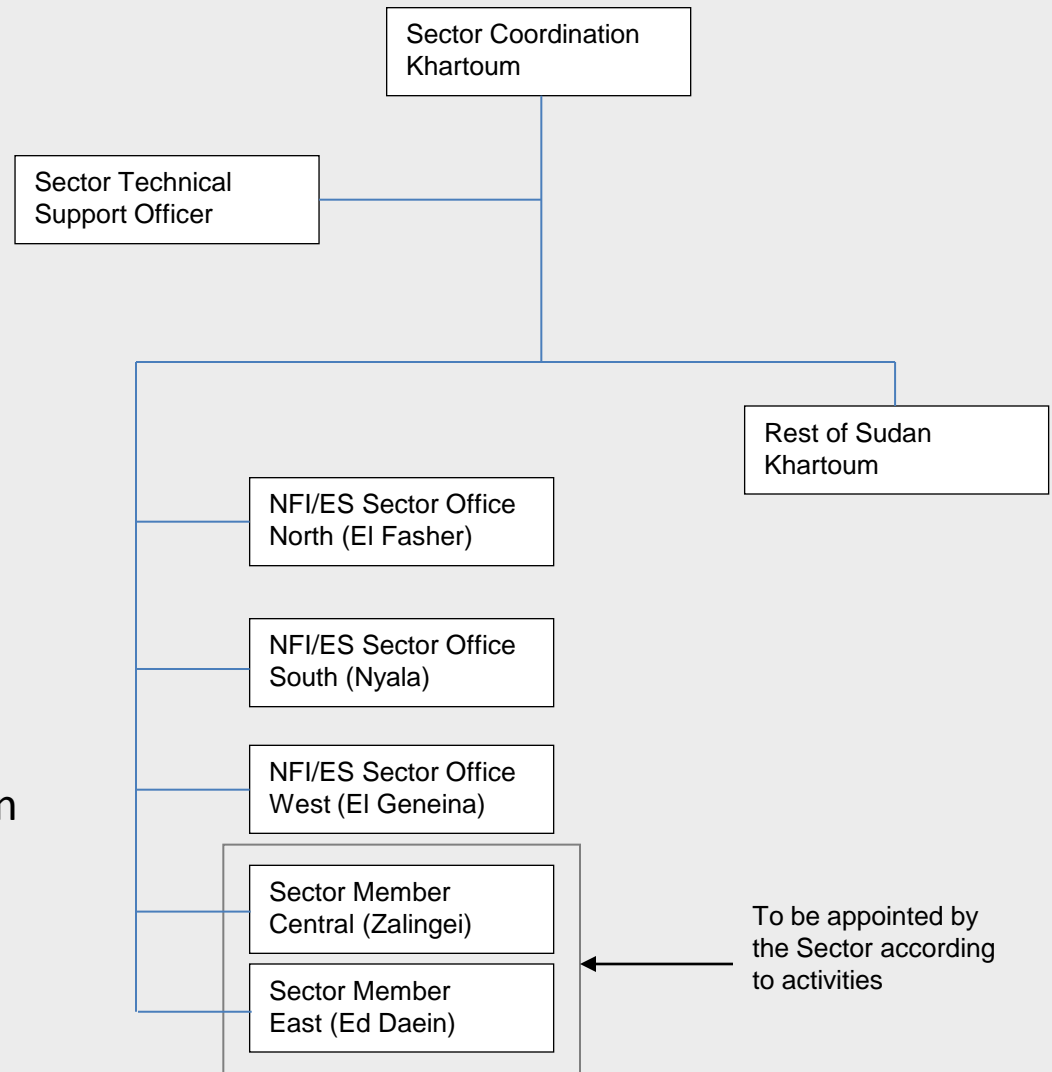 Sector Coordination
Khartoum
Sector Technical
Support Officer
Rest of Sudan
Khartoum
NFI/ES Sector Office
North (El Fasher)
NFI/ES Sector Office
South (Nyala)
NFI/ES Sector Office
West (El Geneina)
Sector Member
Central (Zalingei)
To be appointed by
the Sector according
to activities
Sector Member
East (Ed Daein)